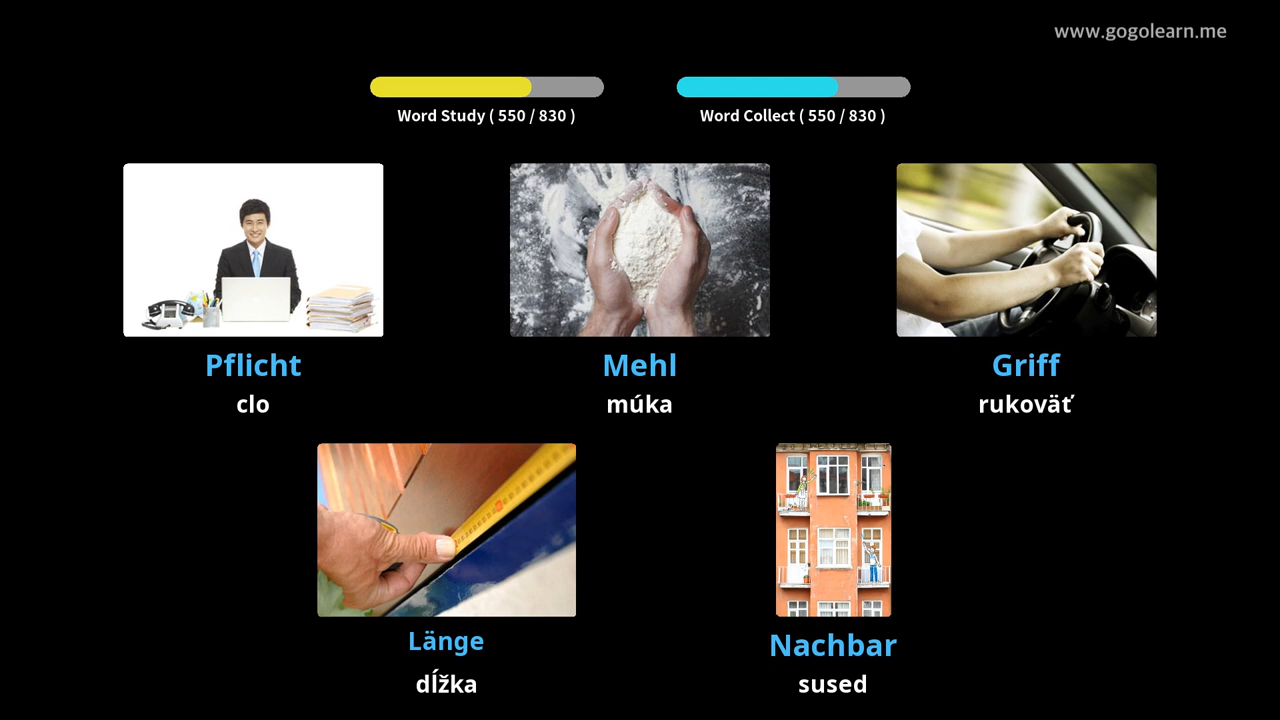 www.gogolearn.me
Word Study ( 550 / 830 )
Word Collect ( 550 / 830 )
Pflicht
clo
Mehl
múka
Griff
rukoväť
Länge
dĺžka
Nachbar
sused